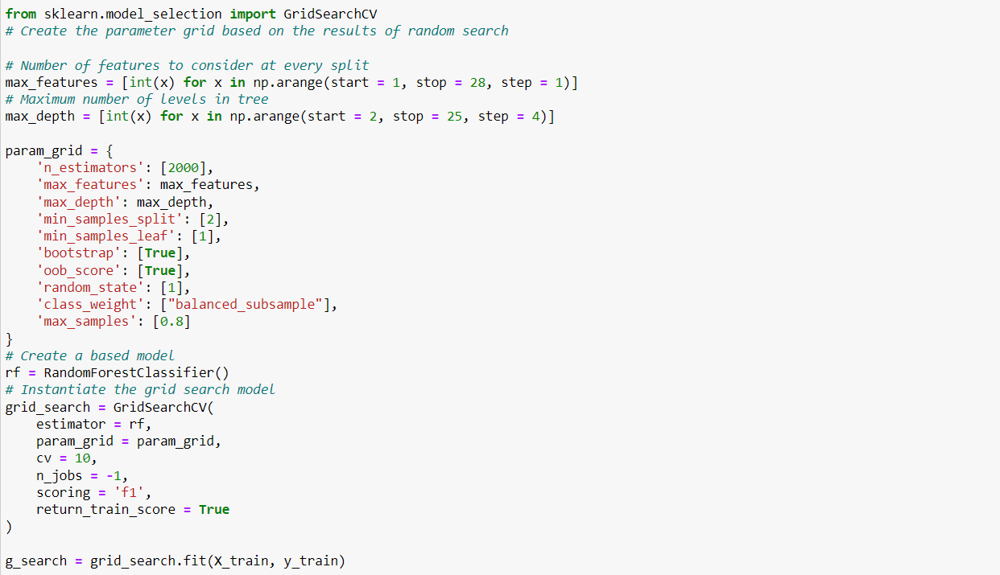 from sklearn.model_selection import GridSearchCV
# Create the parameter grid based on the results of random search
# Number of features to consider at every split
max_features = [int(x) for x in np.arange(start = 1, stop = 28, step = 1)]
# Maximum number of levels in tree
max_depth = [int(x) for x in np.arange(start = 2, stop = 25, step = 4)]
param_grid = {
    'n_estimators': [2000],
    'max_features': max_features,
    'max_depth': max_depth,
    'min_samples_split': [2],
    'min_samples_leaf': [1],
    'bootstrap': [True],
    'oob_score': [True],
    'random_state': [1],
    'class_weight': ["balanced_subsample"],
    'max_samples': [0.8]
}
# Create a based model
rf = RandomForestClassifier()
# Instantiate the grid search model
grid_search = GridSearchCV(
    estimator = rf,
    param_grid = param_grid,
    cv = 10,
    n_jobs = -1,
    scoring = 'f1',
    return_train_score = True
)
g_search = grid_search.fit(X_train, y_train)